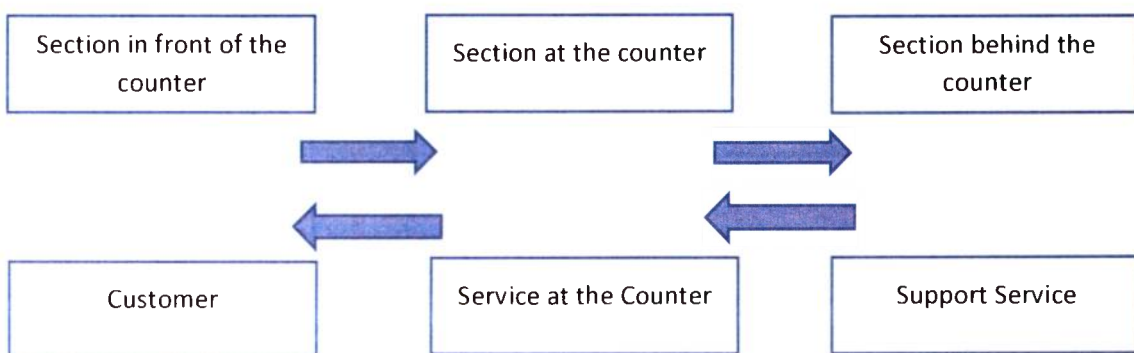 Section in front of the
counter
Section at the counter
Section behind the
counter
Customer
Service at the Counter
Support Service